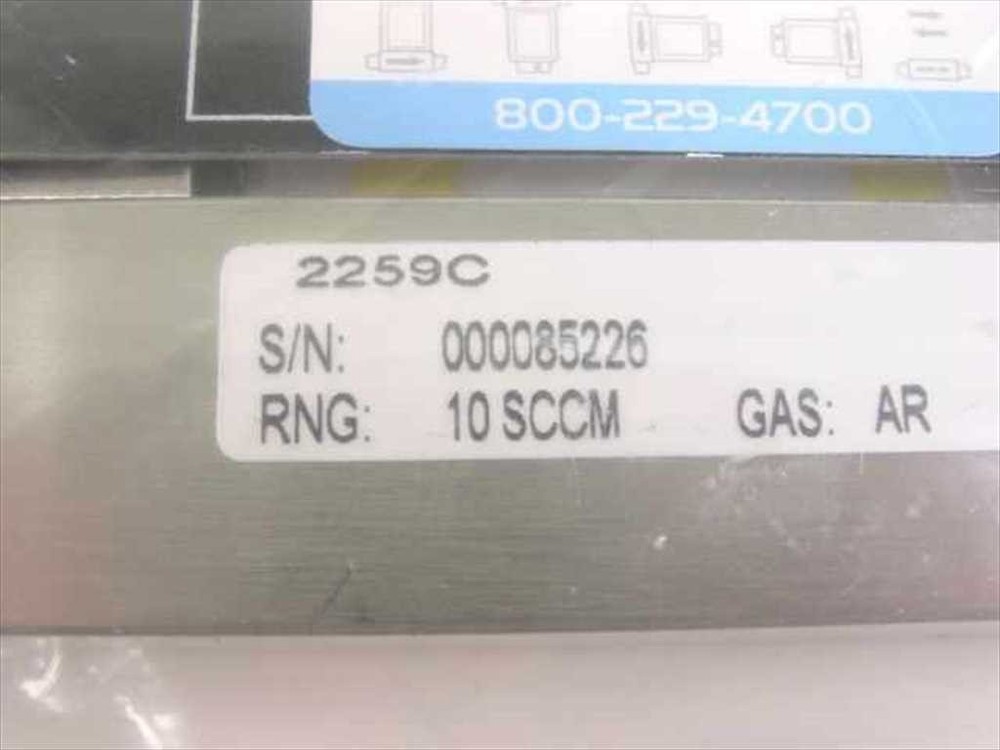 800-229-4700
2259C
S/N: 000085226
RNG: 10 SCCM GAS: AR